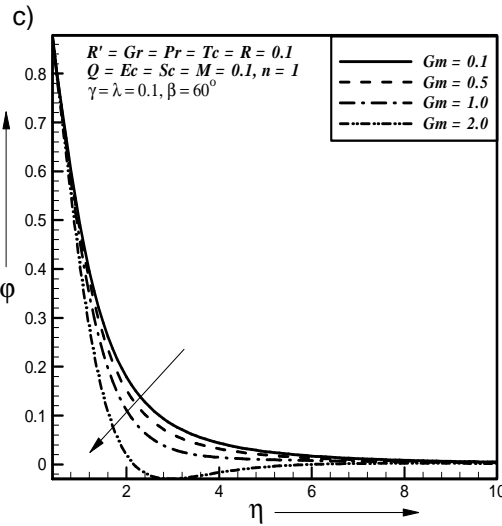 c)
R' = Gr = Pr = Tc = R = 0.1
Q = Ec = Sc = M = 0.1, n = 1
γ = λ = 0.1, β = 60°
Gm = 0.1
Gm = 0.5
Gm = 1.0
Gm = 2.0
0.8
0.7
0.6
0.5
0.4
0.3
0.2
0.1
0
φ
2
4
6
8
10
η